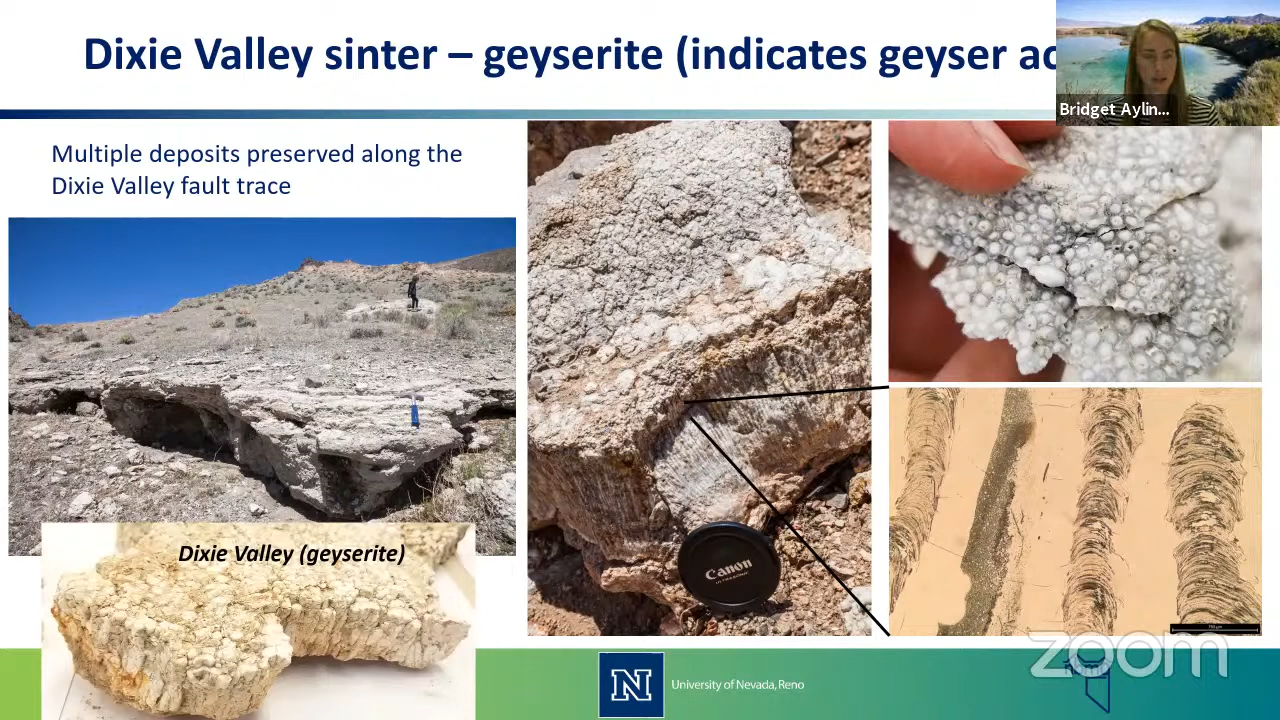 Dixie Valley sinter – geyserite (indicates geyser ac
Bridget Aylin...
Multiple deposits preserved along the
Dixie Valley fault trace
Dixie Valley (geyserite)
Canon
ULTRASONIC
N
University of Nevada, Reno
zoom